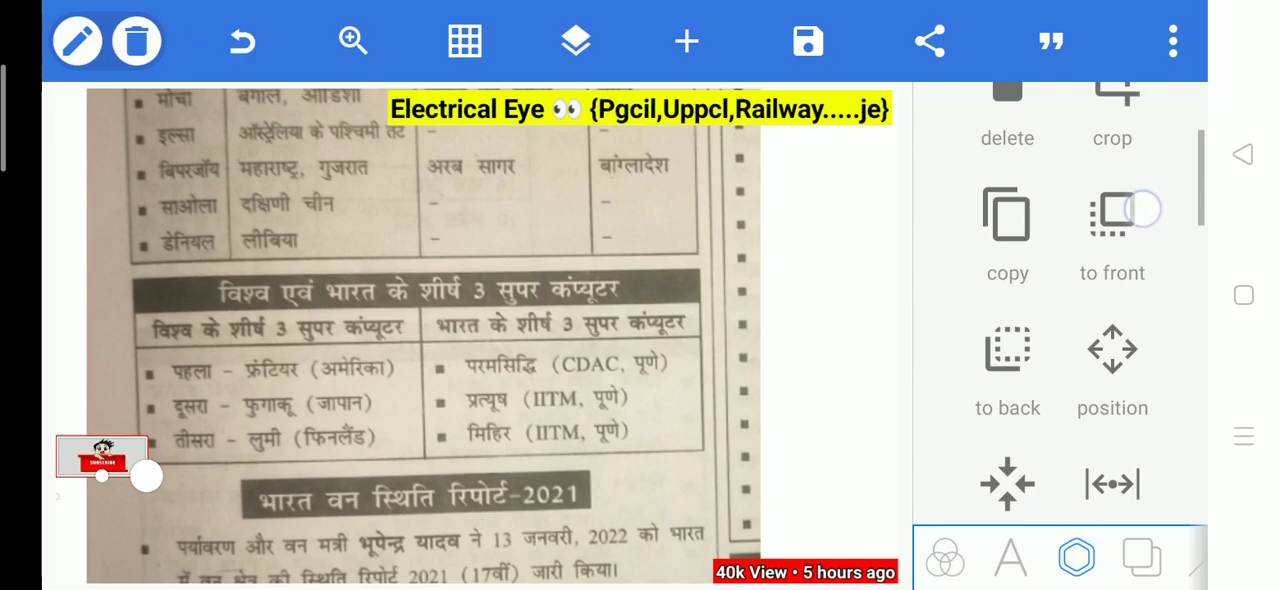 Electrical Eye 👀 {Pgcil,Uppcl,Railway.....je}
मोचा बंगाल, ओडिशा
इल्सा ऑस्ट्रेलिया के पश्चिमी तट -
बिपरजॉय महाराष्ट्र, गुजरात अरब सागर बांग्लादेश
साओला दक्षिणी चीन - -
डेनियल लीबिया - -
विश्व एवं भारत के शीर्ष 3 सुपर कंप्यूटर
विश्व के शीर्ष 3 सुपर कंप्यूटर भारत के शीर्ष 3 सुपर कंप्यूटर
पहला - फ्रंटियर (अमेरिका) परमसिद्धि (CDAC, पूणे)
दूसरा - फुगाकू (जापान) प्रत्यूष (IITM, पूणे)
तीसरा - लुमी (फिनलैंड) मिहिर (IITM, पूणे)
SUBSCRIBE
भारत वन स्थिति रिपोर्ट-2021
पर्यावरण और वन मंत्री भूपेन्द्र यादव ने 13 जनवरी, 2022 को भारत
में वन क्षेत्र की स्थिति रिपोर्ट 2021 (17वीं) जारी किया।
40k View • 5 hours ago
delete crop
copy to front
to back position